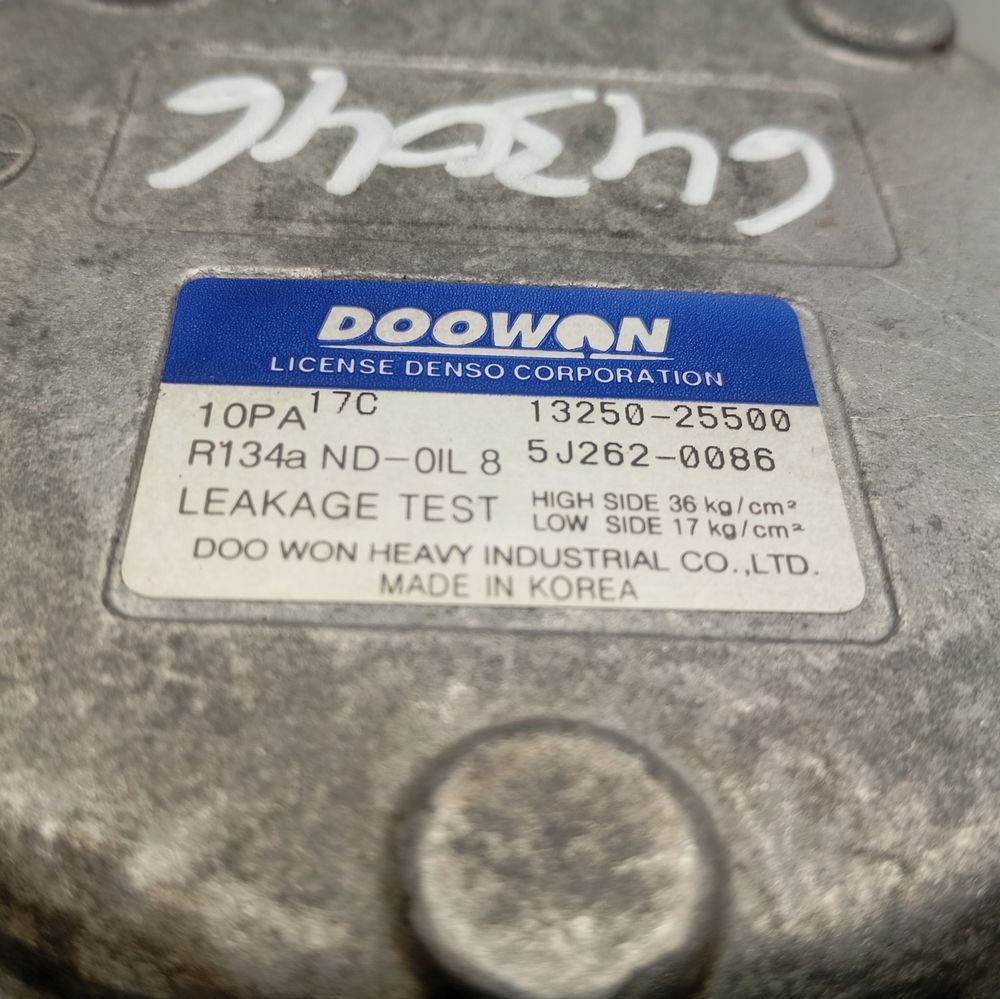 DOOWON
LICENSE DENSO CORPORATION
10PA17C 13250-25500
R134a ND-OIL 8 5J262-0086
LEAKAGE TEST HIGH SIDE 36 kg/cm²
LOW SIDE 17 kg/cm²
DOO WON HEAVY INDUSTRIAL CO.,LTD.
MADE IN KOREA